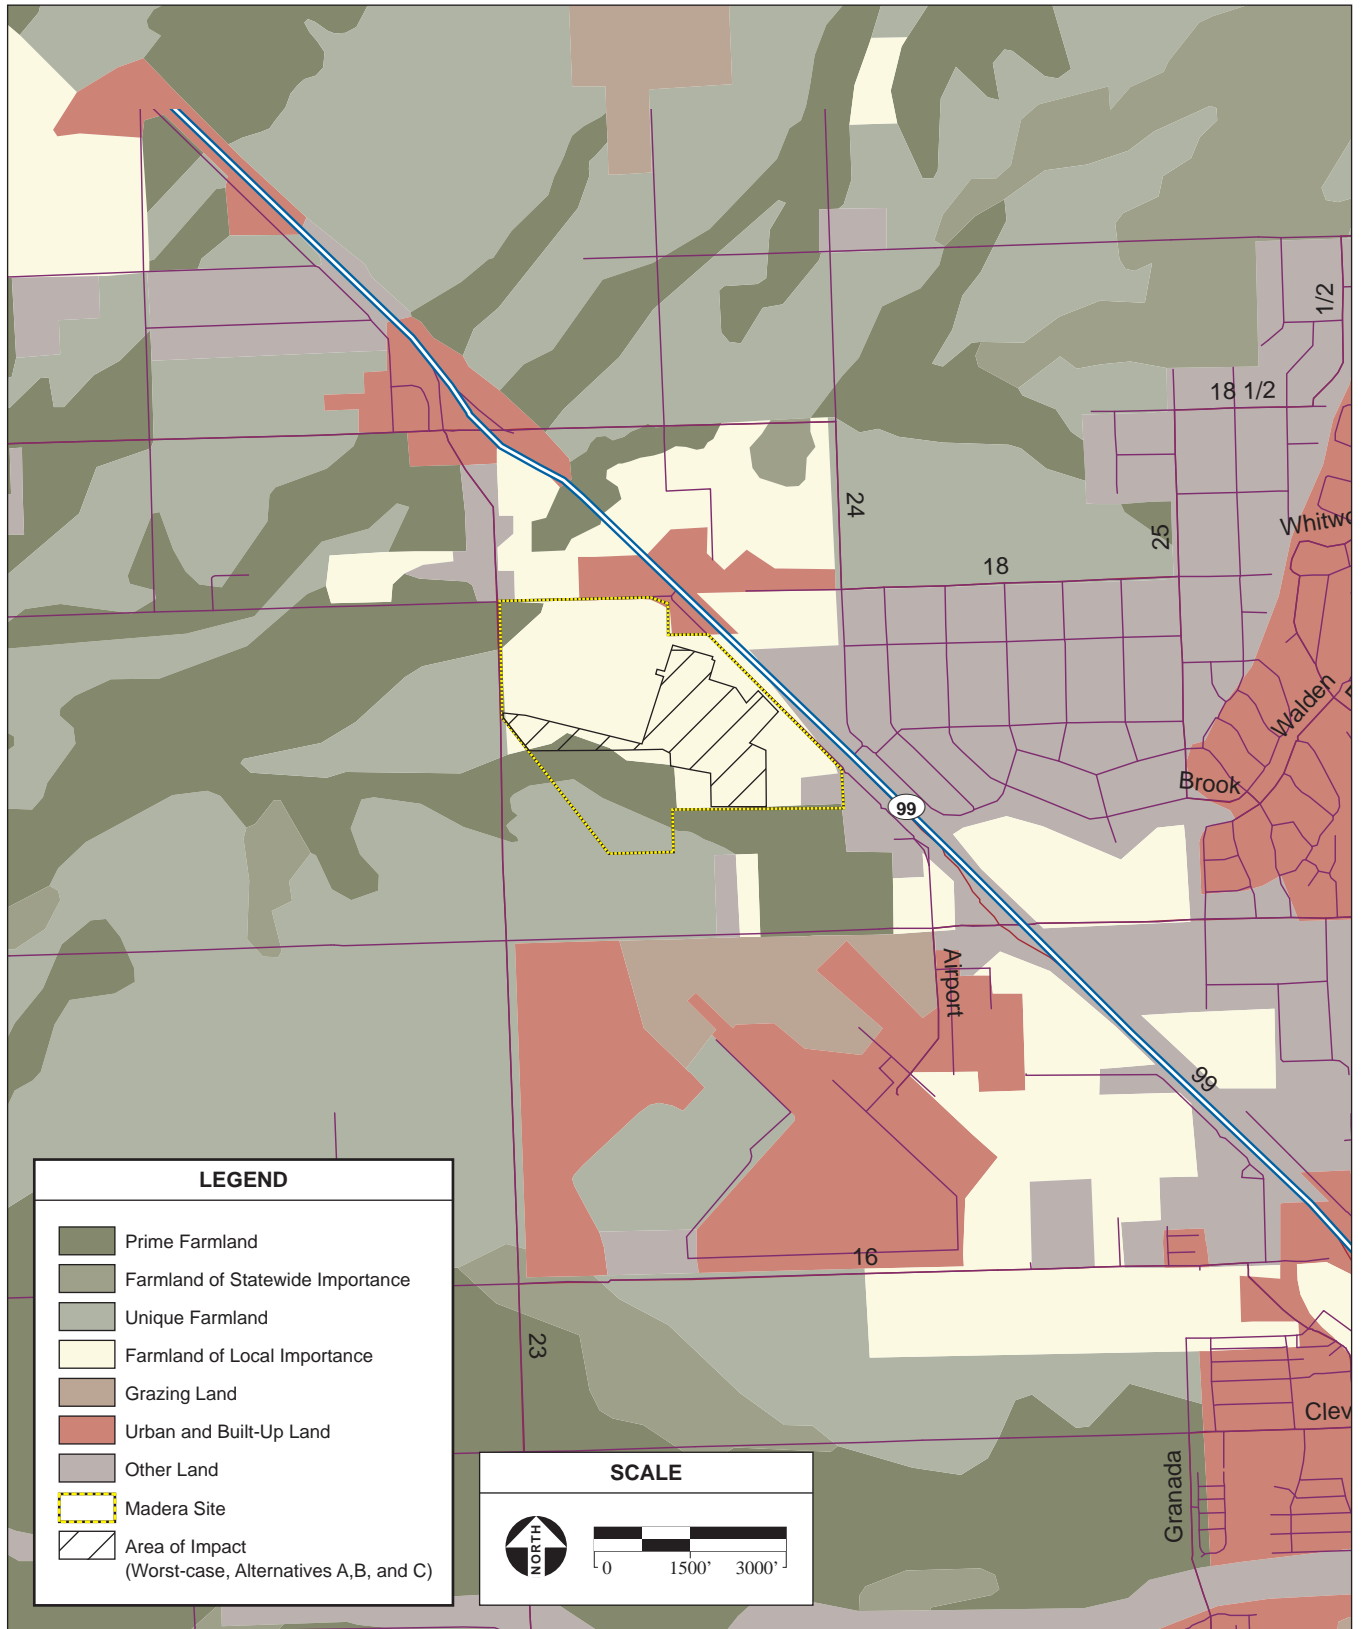 1/2
18 1/2
24
25
Whitwo
18
Walden
Brook
99
Airport
99
LEGEND
Prime Farmland
Farmland of Statewide Importance
Unique Farmland
Farmland of Local Importance
Grazing Land
Urban and Built-Up Land
Other Land
Madera Site
Area of Impact
(Worst-case, Alternatives A,B, and C)
16
23
Clev
Granada
SCALE
NORTH
0 1500' 3000'